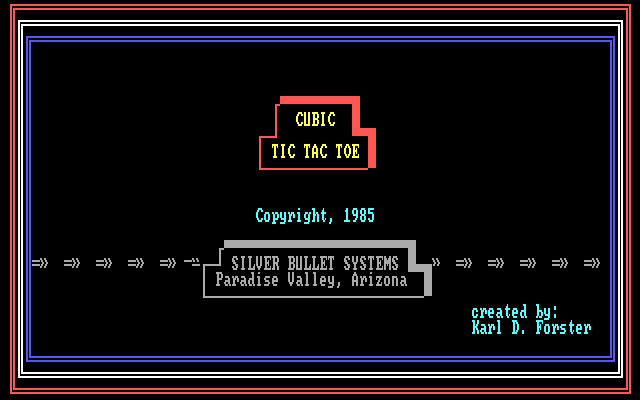 CUBIC
TIC TAC TOE
Copyright, 1985
SILVER BULLET SYSTEMS
Paradise Valley, Arizona
created by:
Karl D. Forster